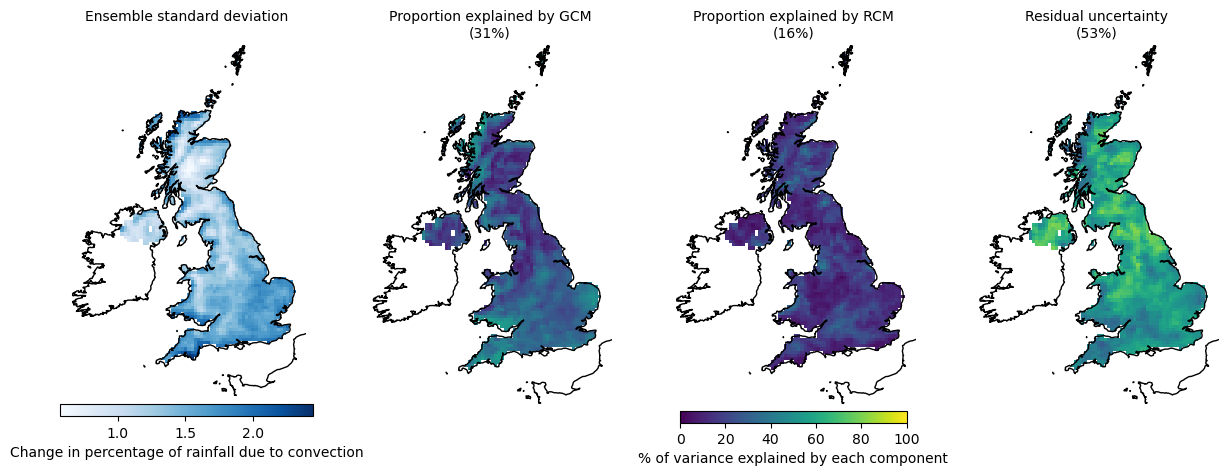 Ensemble standard deviation
Proportion explained by GCM
(31%)
Proportion explained by RCM
(16%)
Residual uncertainty
(53%)
1.0 1.5 2.0
Change in percentage of rainfall due to convection
0 20 40 60 80 100
% of variance explained by each component